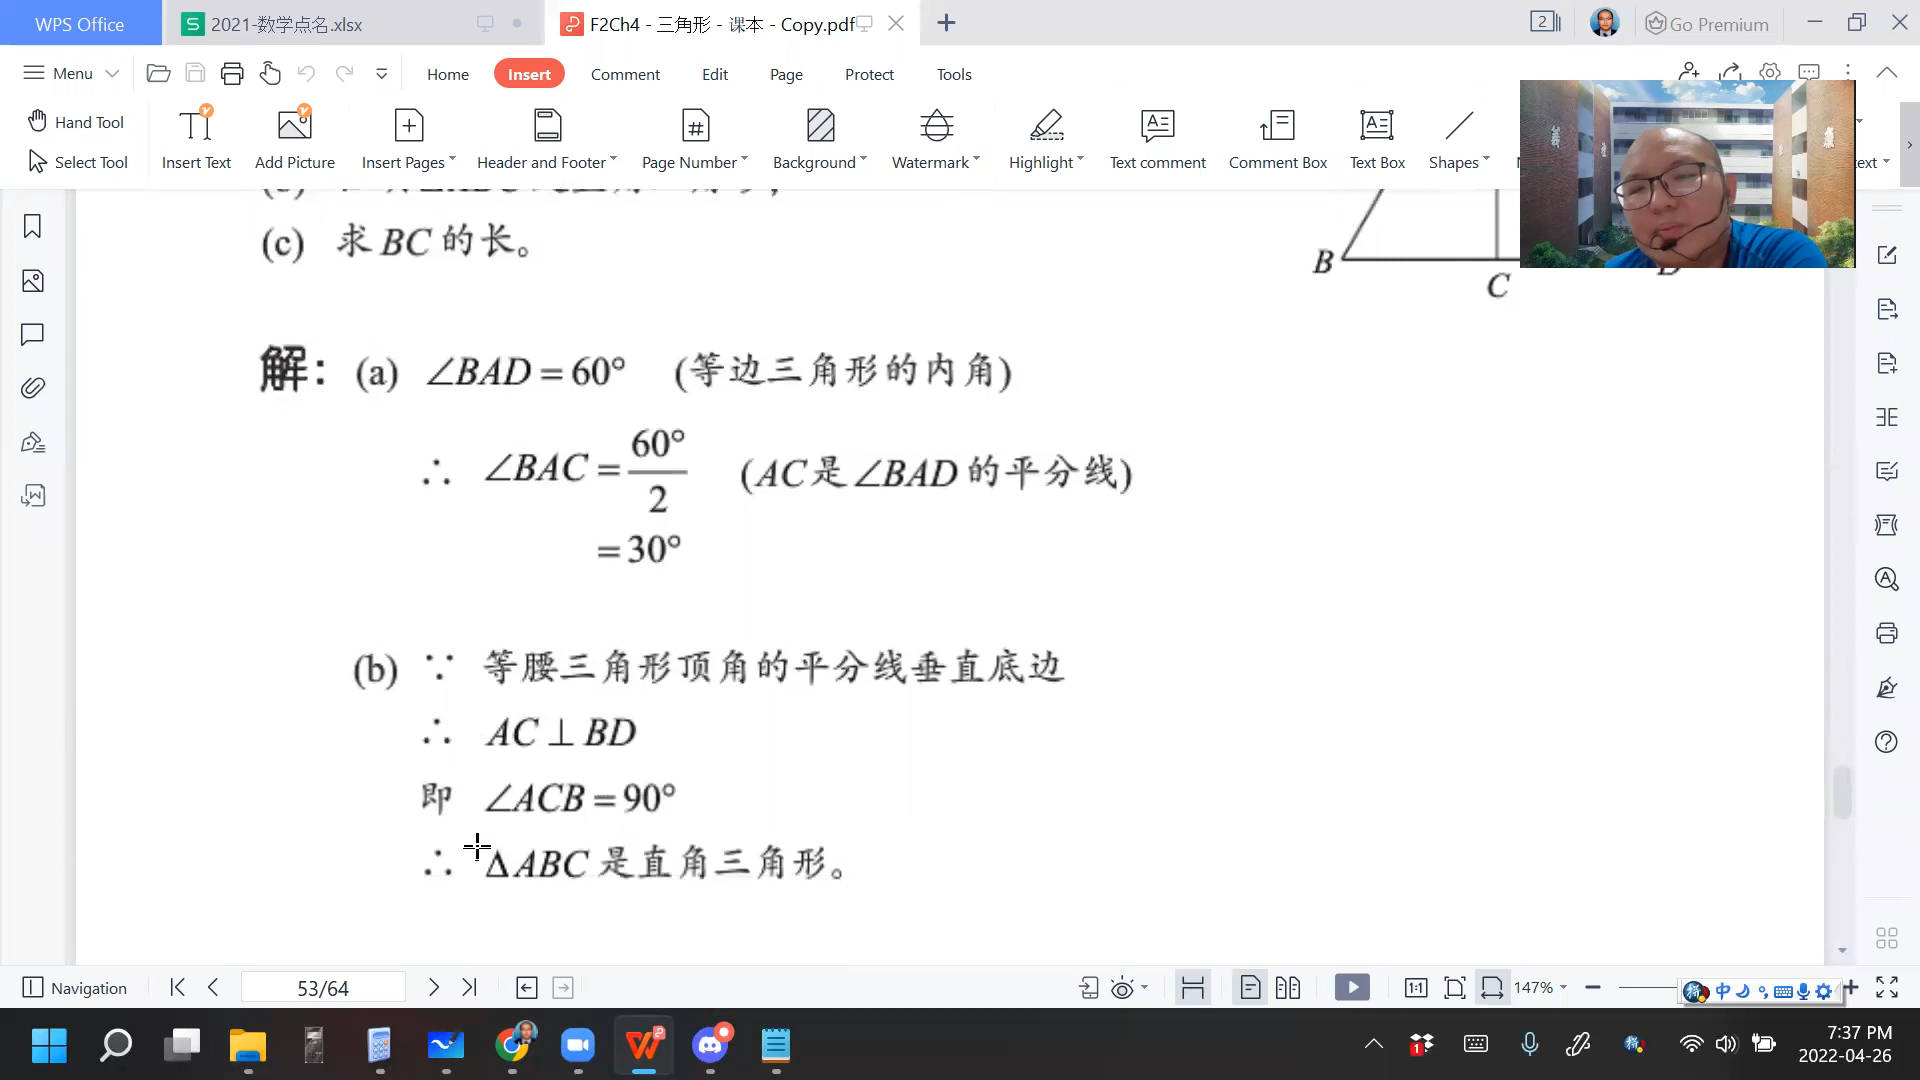 WPS Office
2021-数学点名.xlsx
F2Ch4 - 三角形 - 课本 - Copy.pdf
2
Go Premium
Menu
Home
Insert
Comment
Edit
Page
Protect
Tools
Hand Tool
Select Tool
Insert Text
Add Picture
Insert Pages
Header and Footer
Page Number
Background
Watermark
Highlight
Text comment
Comment Box
Text Box
Shapes
ext
(c) 求 BC 的长。
B
C
解： (a) ∠BAD = 60° (等边三角形的内角)
∴ ∠BAC = 60°/2 (AC是∠BAD 的平分线)
= 30°
(b) ∵ 等腰三角形顶角的平分线垂直底边
∴ AC ⊥ BD
即 ∠ACB = 90°
∴ ΔABC 是直角三角形。
Navigation
53/64
1:1
147%
中
7:37 PM
2022-04-26